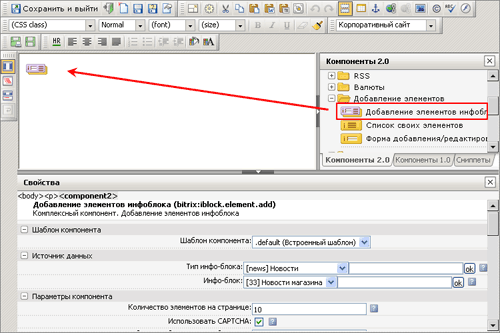 Сохранить и выйти
(CSS class) Normal (font) (size) B I U Корпоративный сайт
HR
Компоненты 2.0
RSS
Валюты
Добавление элементов
Добавление элементов инфобл
Список своих элементов
Форма добавления/редактиро
Компоненты 2.0 Компоненты 1.0 Сниппеты
Свойства
<body><p><component2>
Добавление элементов инфоблока (bitrix:iblock.element.add)
Комплексный компонент. Добавление элементов инфоблока
Шаблон компонента
Шаблон компонента: .default (Встроенный шаблон)
Источник данных
Тип инфо-блока: [news] Новости ok
Инфо-блок: [33] Новости магазина ok
Параметры компонента
Количество элементов на странице: 10
Использовать CAPTCHA: